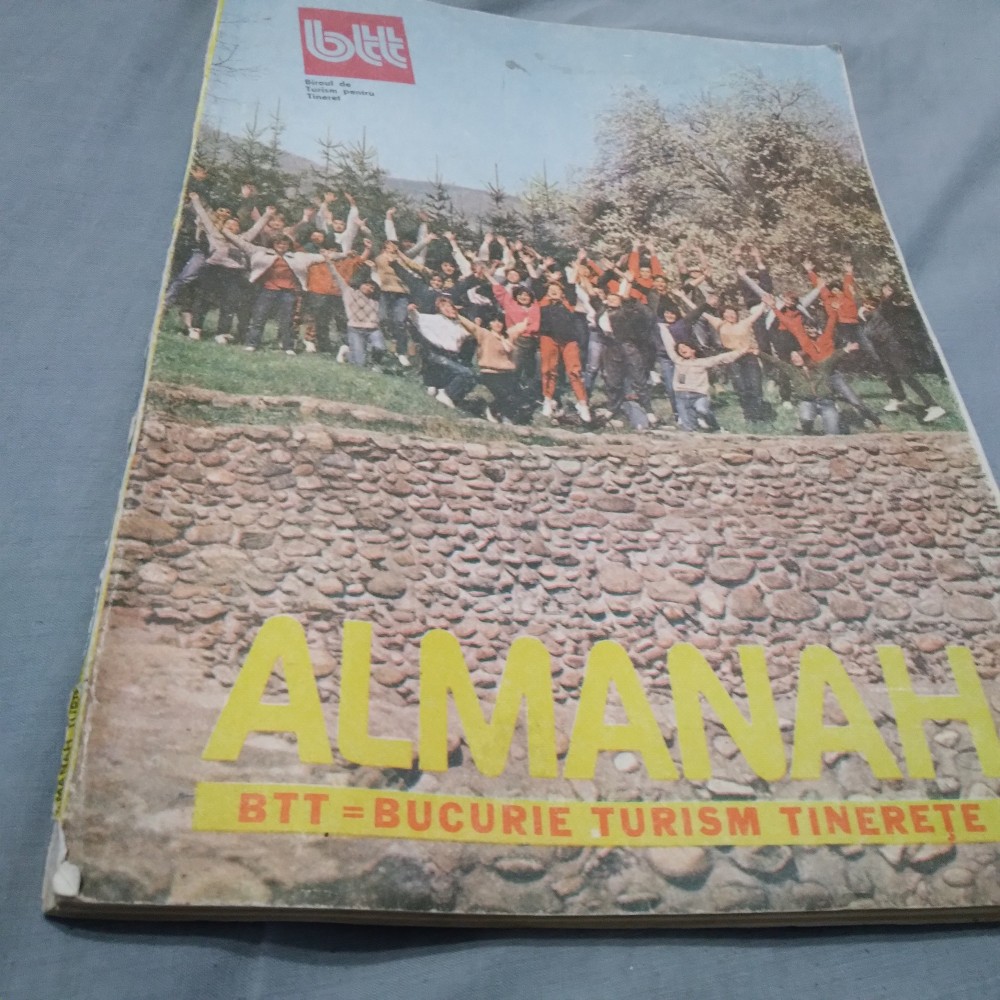 btt
Biroul de
Turism pentru
Tineret
ALMANAH
BTT = BUCURIE TURISM TINEREȚE